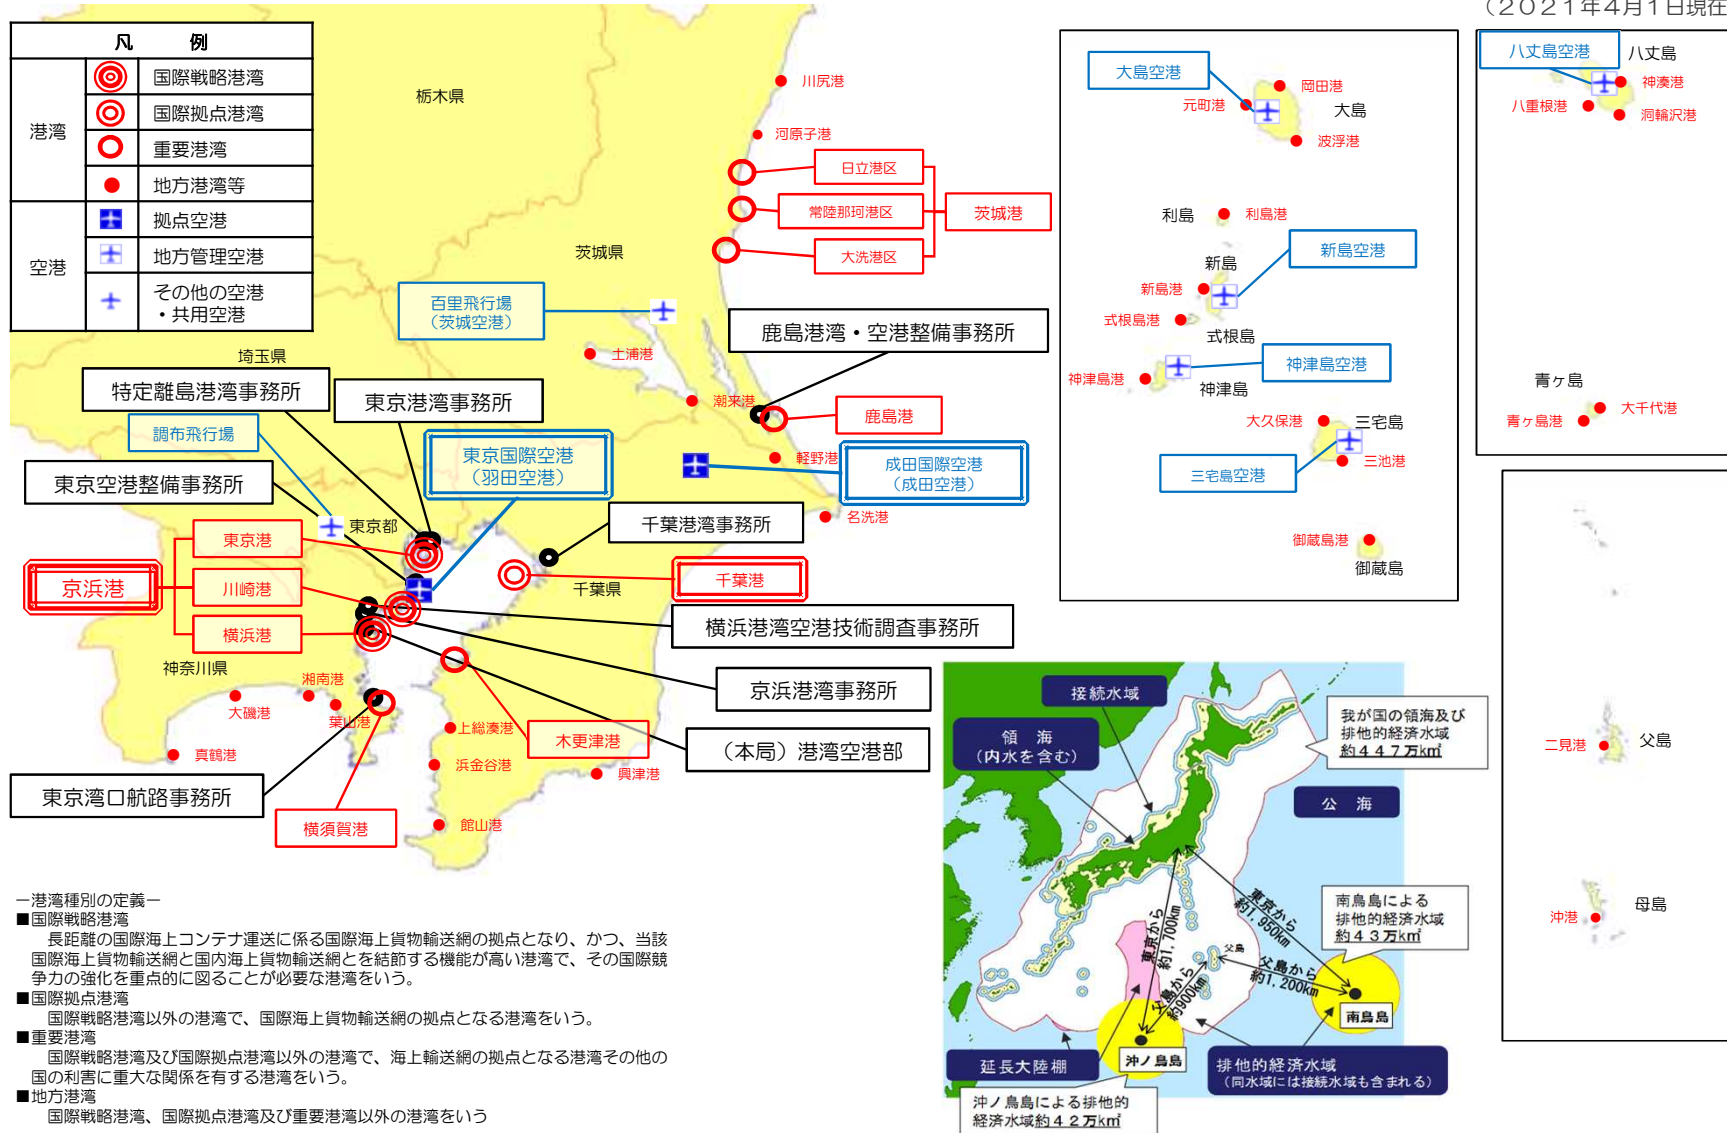 （2021年4月1日現在
凡　例
港湾
国際戦略港湾
国際拠点港湾
重要港湾
地方港湾等
空港
拠点空港
地方管理空港
その他の空港
・共用空港
栃木県
茨城県
埼玉県
東京都
千葉県
神奈川県
川尻港
河原子港
日立港区
常陸那珂港区
大洗港区
茨城港
百里飛行場
（茨城空港）
鹿島港湾・空港整備事務所
土浦港
潮来港
鹿島港
軽野港
名洗港
特定離島港湾事務所
東京港湾事務所
調布飛行場
東京国際空港
（羽田空港）
成田国際空港
（成田空港）
東京空港整備事務所
千葉港湾事務所
東京港
京浜港
川崎港
横浜港
千葉港
横浜港湾空港技術調査事務所
京浜港湾事務所
（本局）港湾空港部
湘南港
大磯港
葉山港
真鶴港
上総湊港
木更津港
浜金谷港
興津港
館山港
東京湾口航路事務所
横須賀港
大島空港
岡田港
元町港
大島
波浮港
利島
利島港
新島空港
新島
新島港
式根島港
式根島
神津島空港
神津島港
神津島
大久保港
三宅島
三池港
三宅島空港
御蔵島港
御蔵島
八丈島空港
八丈島
神湊港
八重根港
洞輪沢港
青ヶ島
大千代港
青ヶ島港
二見港
父島
沖港
母島
接続水域
領　海
（内水を含む）
我が国の領海及び
排他的経済水域
約447万k㎡
公　海
南鳥島による
排他的経済水域
約43万k㎡
東京から
約1,950km
東京から
約1,700km
父島
父島から
約1,200km
父島から
約900km
南鳥島
沖ノ鳥島
延長大陸棚
排他的経済水域
（同水域には接続水域も含まれる）
沖ノ鳥島による排他的
経済水域約42万k㎡
－港湾種別の定義－
■国際戦略港湾
長距離の国際海上コンテナ運送に係る国際海上貨物輸送網の拠点となり、かつ、当該
国際海上貨物輸送網と国内海上貨物輸送網とを結節する機能が高い港湾で、その国際競
争力の強化を重点的に図ることが必要な港湾をいう。
■国際拠点港湾
国際戦略港湾以外の港湾で、国際海上貨物輸送網の拠点となる港湾をいう。
■重要港湾
国際戦略港湾及び国際拠点港湾以外の港湾で、海上輸送網の拠点となる港湾その他の
国の利害に重大な関係を有する港湾をいう。
■地方港湾
国際戦略港湾、国際拠点港湾及び重要港湾以外の港湾をいう